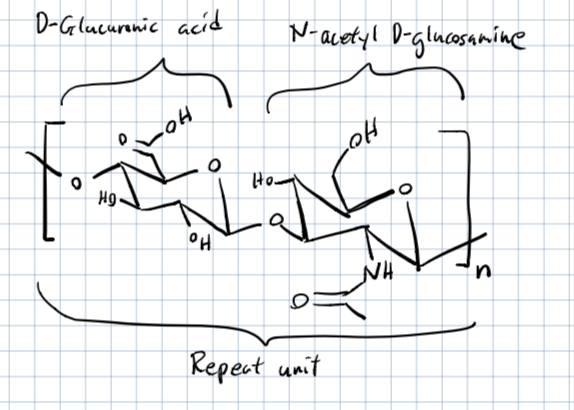 D-Glucuronic acid
N-acetyl D-glucosamine
OH
O
OH
O
O
HO
HO
O
O
OH
NH
O
n
Repeat unit